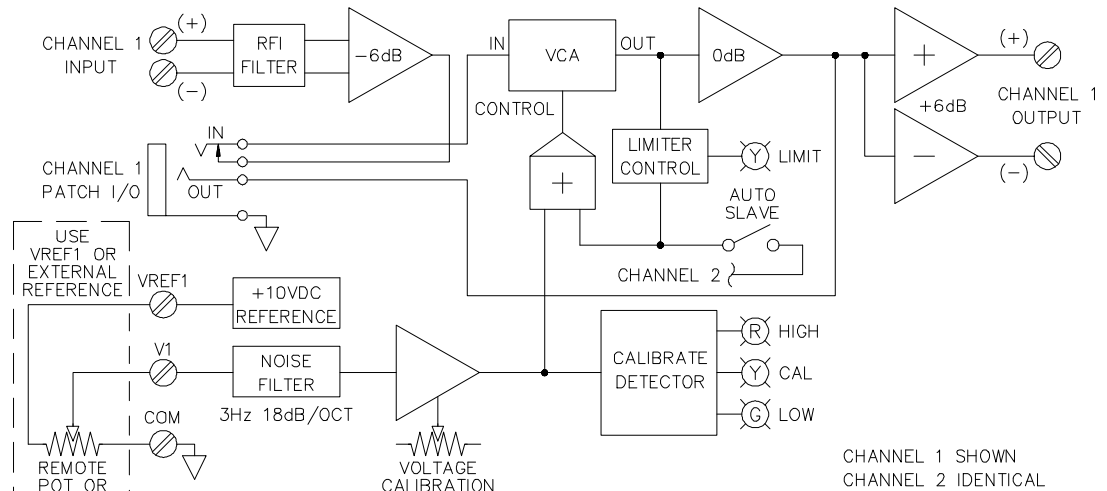 CHANNEL 1
INPUT
(+)
(-)
RFI
FILTER
-6dB
IN
VCA
OUT
CONTROL
0dB
+
-
+6dB
(+)
(-)
CHANNEL 1
OUTPUT
CHANNEL 1
PATCH I/O
IN
OUT
+
LIMITER
CONTROL
Y
LIMIT
AUTO
SLAVE
CHANNEL 2
USE
VREF1 OR
EXTERNAL
REFERENCE
VREF1
+10VDC
REFERENCE
V1
NOISE
FILTER
3Hz 18dB/OCT
COM
REMOTE
POT OR
VOLTAGE
CALIBRATION
CALIBRATE
DETECTOR
R
HIGH
Y
CAL
G
LOW
CHANNEL 1 SHOWN
CHANNEL 2 IDENTICAL